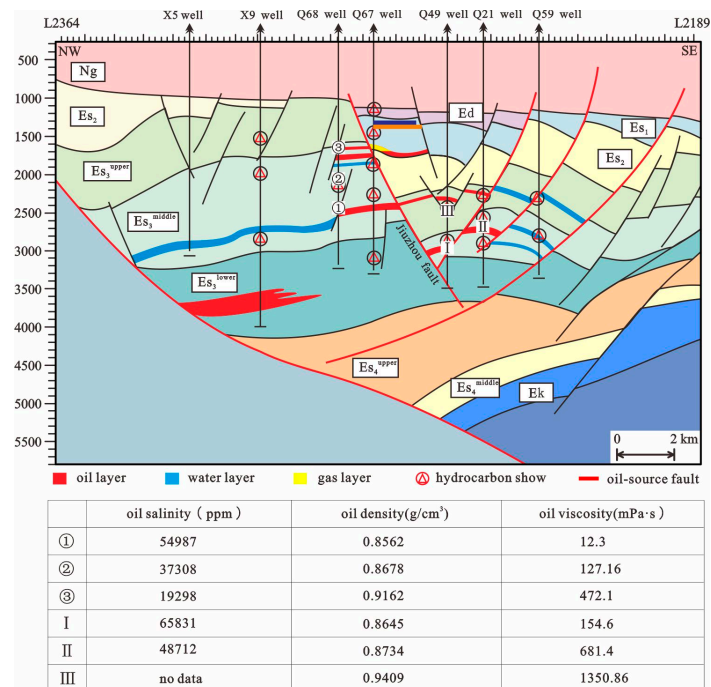 L2364 X5 well X9 well Q68 well Q67 well Q49 well Q21 well Q59 well L2189
NW SE
500
1000
1500
2000
2500
3000
3500
4000
4500
5000
5500
Ng
Ed
Es₂
Es₁
Es₂
Es₃ᵘᵖᵖᵉʳ
Es₃ᵐⁱᵈᵈˡᵉ
Es₃ˡᵒʷᵉʳ
Es₄ᵘᵖᵖᵉʳ
Es₄ᵐⁱᵈᵈˡᵉ
Ek
③
②
①
III
II
I
Jiuzhou fault
0 2 km
oil layer water layer gas layer hydrocarbon show oil-source fault
oil salinity (ppm) oil density(g/cm³) oil viscosity(mPa·s)
① 54987 0.8562 12.3
② 37308 0.8678 127.16
③ 19298 0.9162 472.1
I 65831 0.8645 154.6
II 48712 0.8734 681.4
III no data 0.9409 1350.86